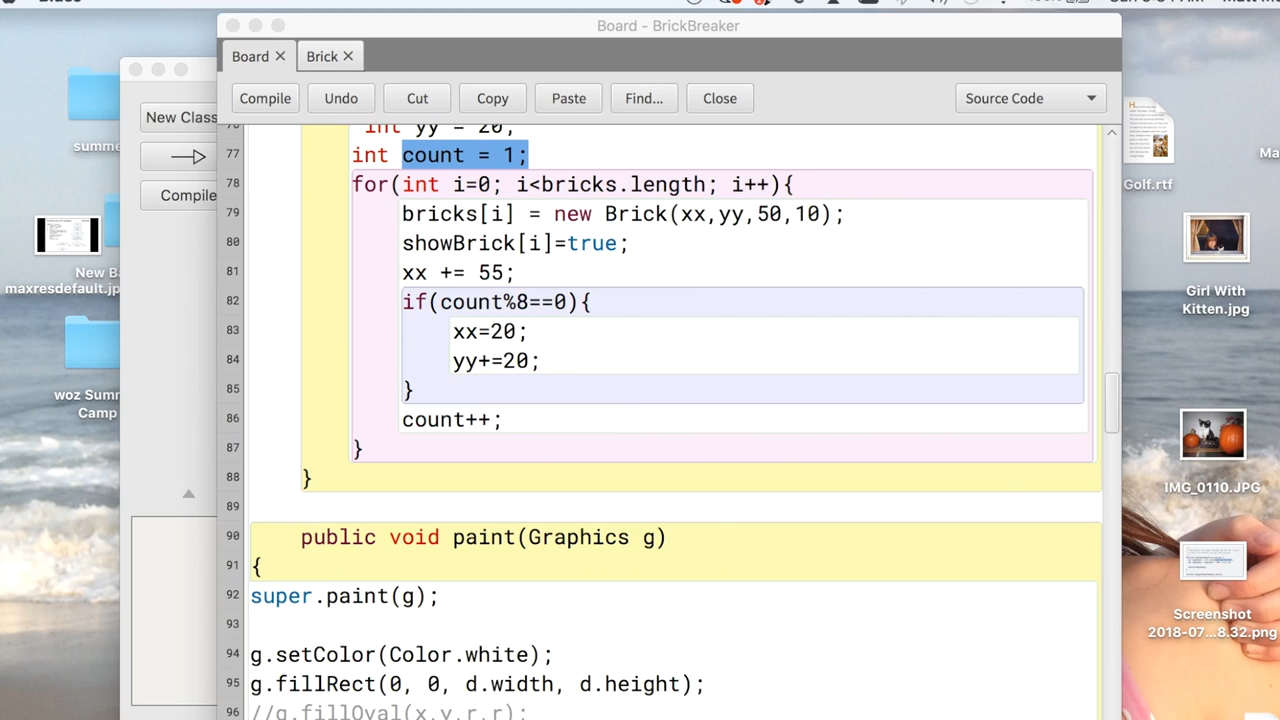 Board - BrickBreaker
Board ✕ Brick ✕
Compile Undo Cut Copy Paste Find... Close Source Code
New Class
Compile
int yy = 20;
77 int count = 1;
78 for(int i=0; i<bricks.length; i++){
79 bricks[i] = new Brick(xx,yy,50,10);
80 showBrick[i]=true;
81 xx += 55;
82 if(count%8==0){
83 xx=20;
84 yy+=20;
85 }
86 count++;
87 }
88 }
89
90 public void paint(Graphics g)
91 {
92 super.paint(g);
93
94 g.setColor(Color.white);
95 g.fillRect(0, 0, d.width, d.height);
96 //g.fillOval(x,y,r,r);
summe
New Ba
maxresdefault.jp
woz Summ
Camp
Golf.rtf
Ma
Girl With
Kitten.jpg
IMG_0110.JPG
Screenshot
2018-07...8.32.png